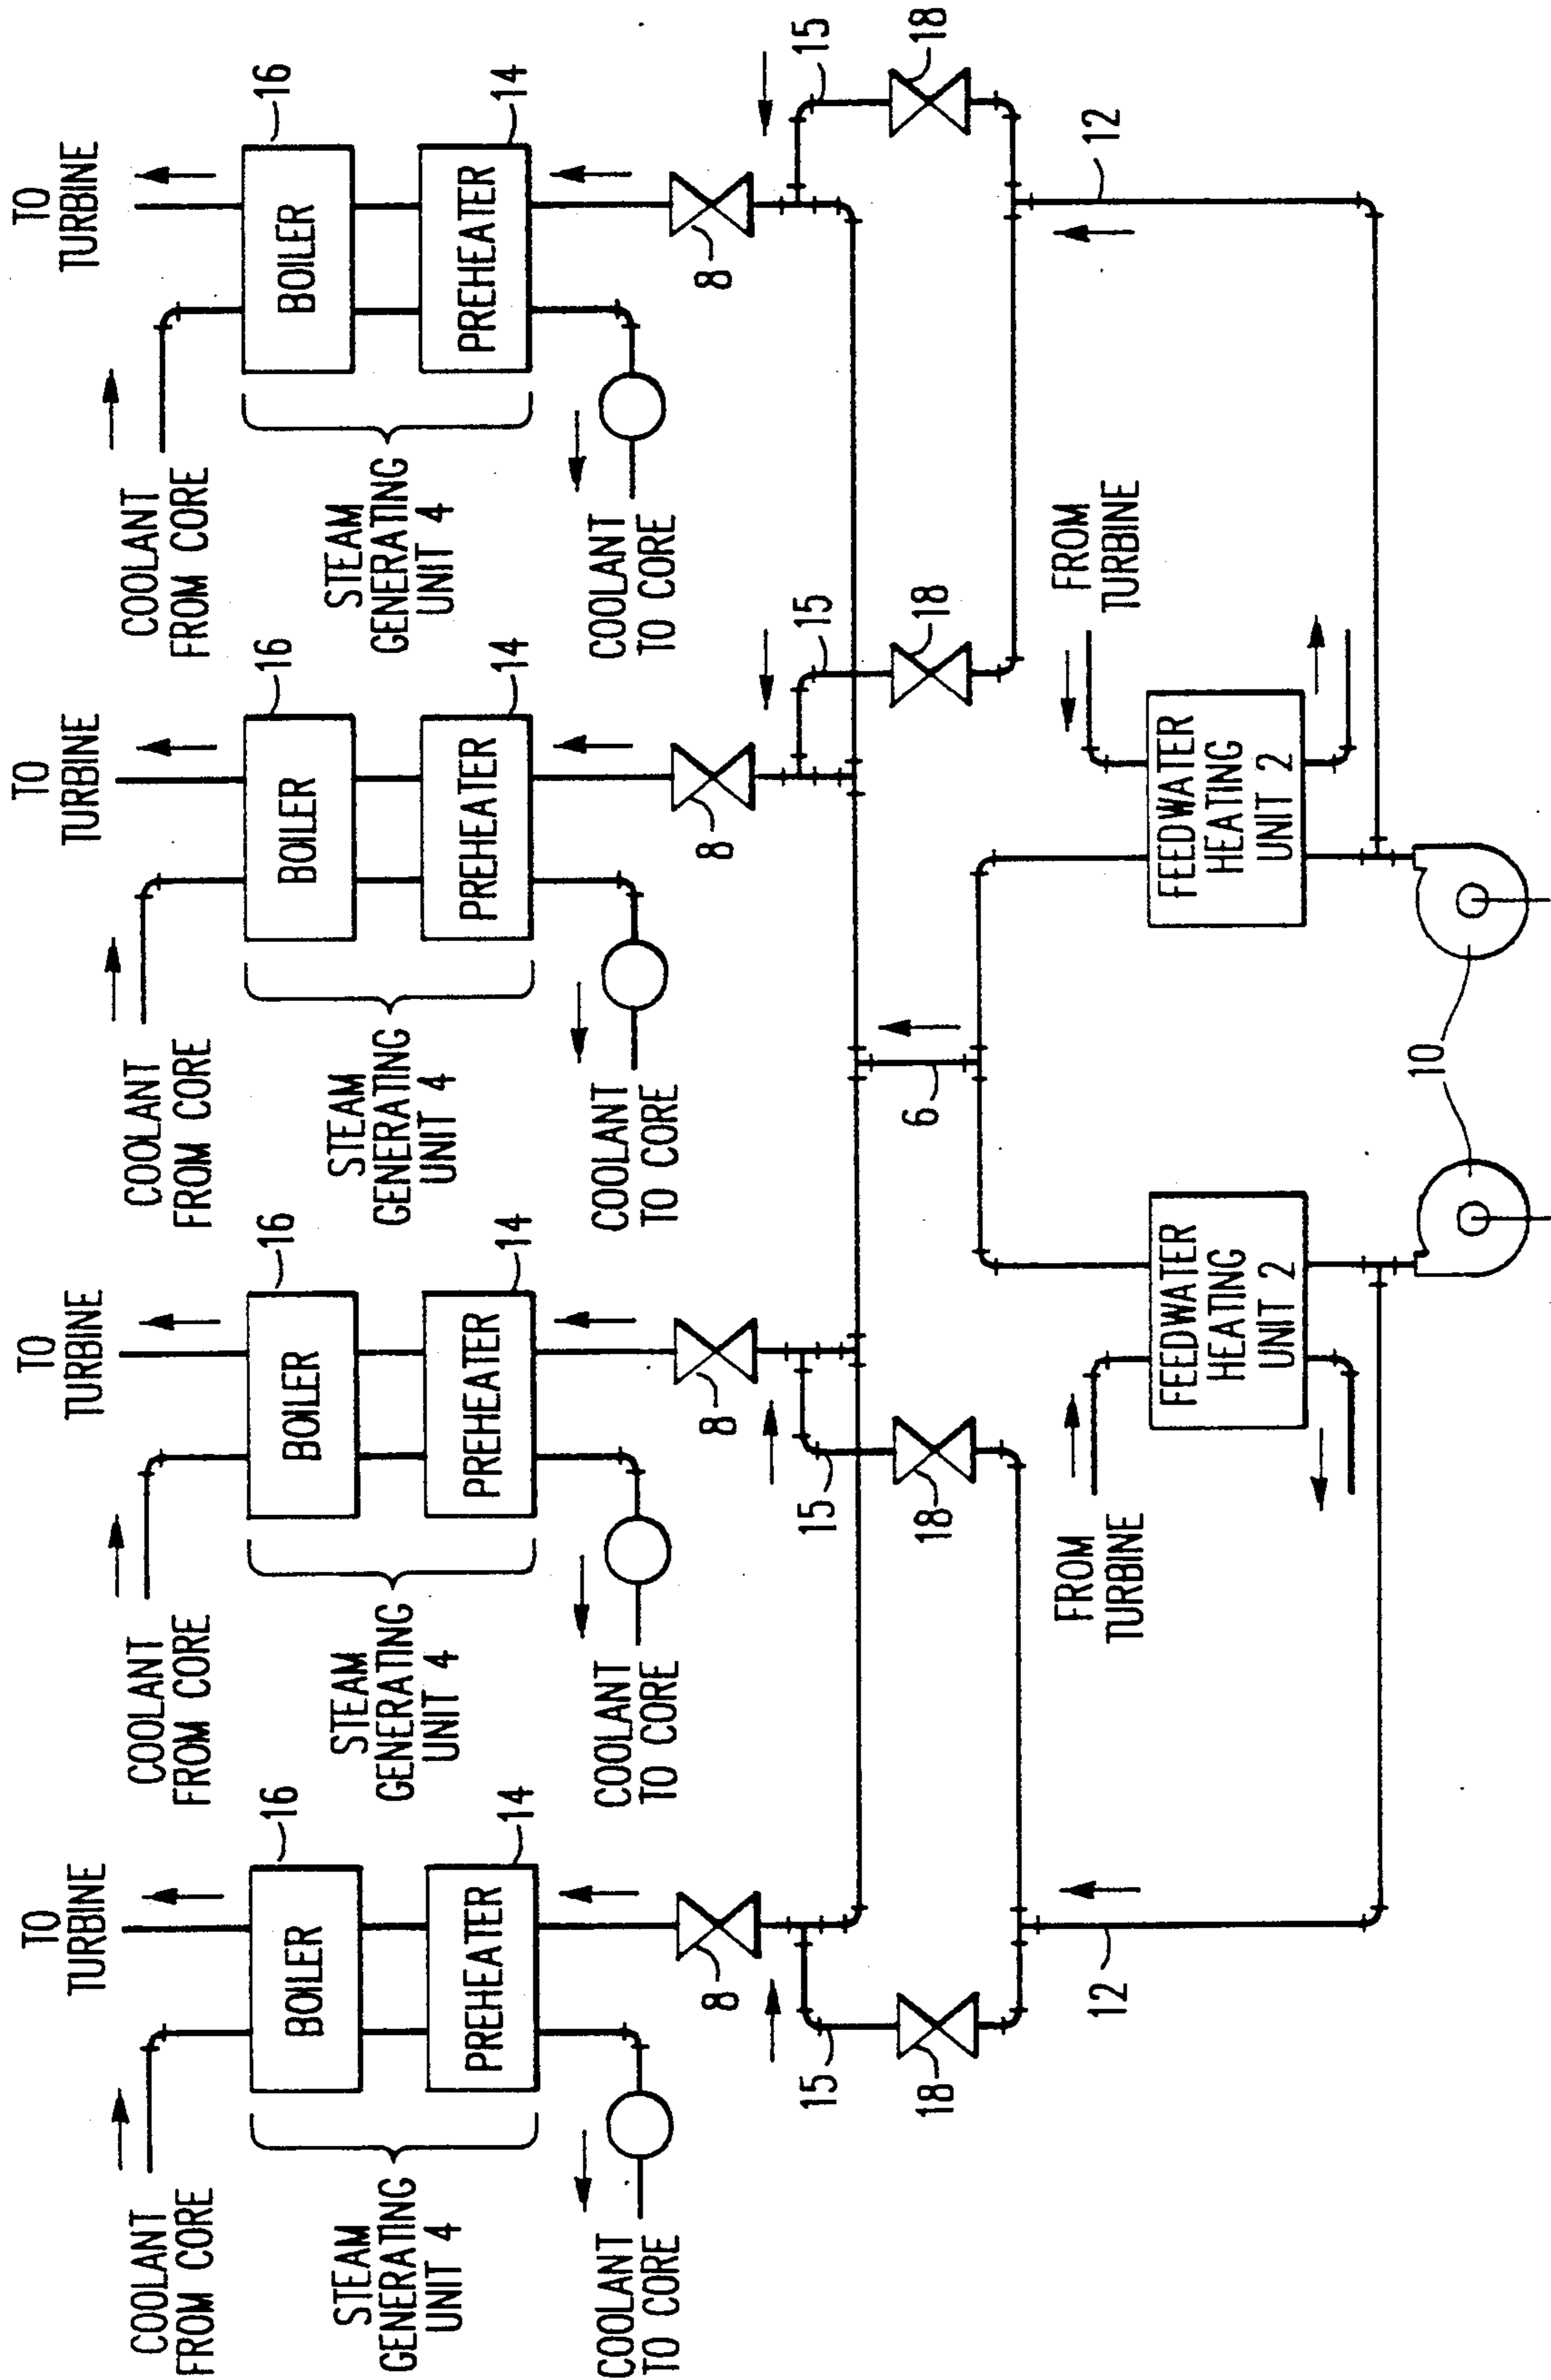 TO
TURBINE
TO
TURBINE
TO
TURBINE
TO
TURBINE
COOLANT
FROM CORE
16
BOILER
COOLANT
FROM CORE
16
BOILER
COOLANT
FROM CORE
16
BOILER
COOLANT
FROM CORE
16
BOILER
STEAM
GENERATING
UNIT 4
14
PREHEATER
STEAM
GENERATING
UNIT 4
14
PREHEATER
STEAM
GENERATING
UNIT 4
14
PREHEATER
STEAM
GENERATING
UNIT 4
14
PREHEATER
COOLANT
TO CORE
8
COOLANT
TO CORE
8
COOLANT
TO CORE
8
COOLANT
TO CORE
8
15
15
15
15
18
18
18
18
6
12
12
FROM
TURBINE
FEEDWATER
HEATING
UNIT 2
FEEDWATER
HEATING
UNIT 2
FROM
TURBINE
10